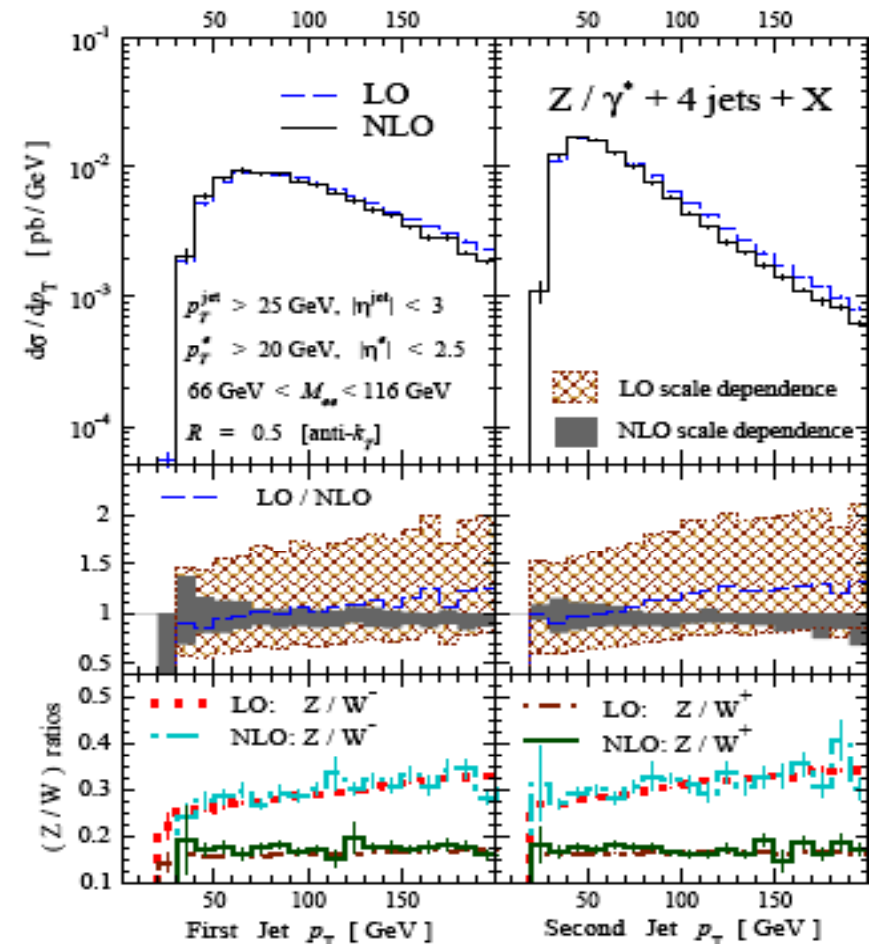 50 100 150 50 100 150
10^-1
10^-2
10^-3
10^-4
dσ/dp_T [pb/GeV]
LO
NLO
p_T^jet > 25 GeV, |η^jet| < 3
p_T^e > 20 GeV, |η^e| < 2.5
66 GeV < M_ee < 116 GeV
R = 0.5 [anti-k_T]
Z / γ* + 4 jets + X
LO scale dependence
NLO scale dependence
LO / NLO
2
1.5
1
0.5
(Z/W) ratios
0.5
0.4
0.3
0.2
0.1
LO: Z / W^-
NLO: Z / W^-
LO: Z / W^+
NLO: Z / W^+
50 100 150 50 100 150
First Jet p_T [ GeV ]
Second Jet p_T [ GeV ]